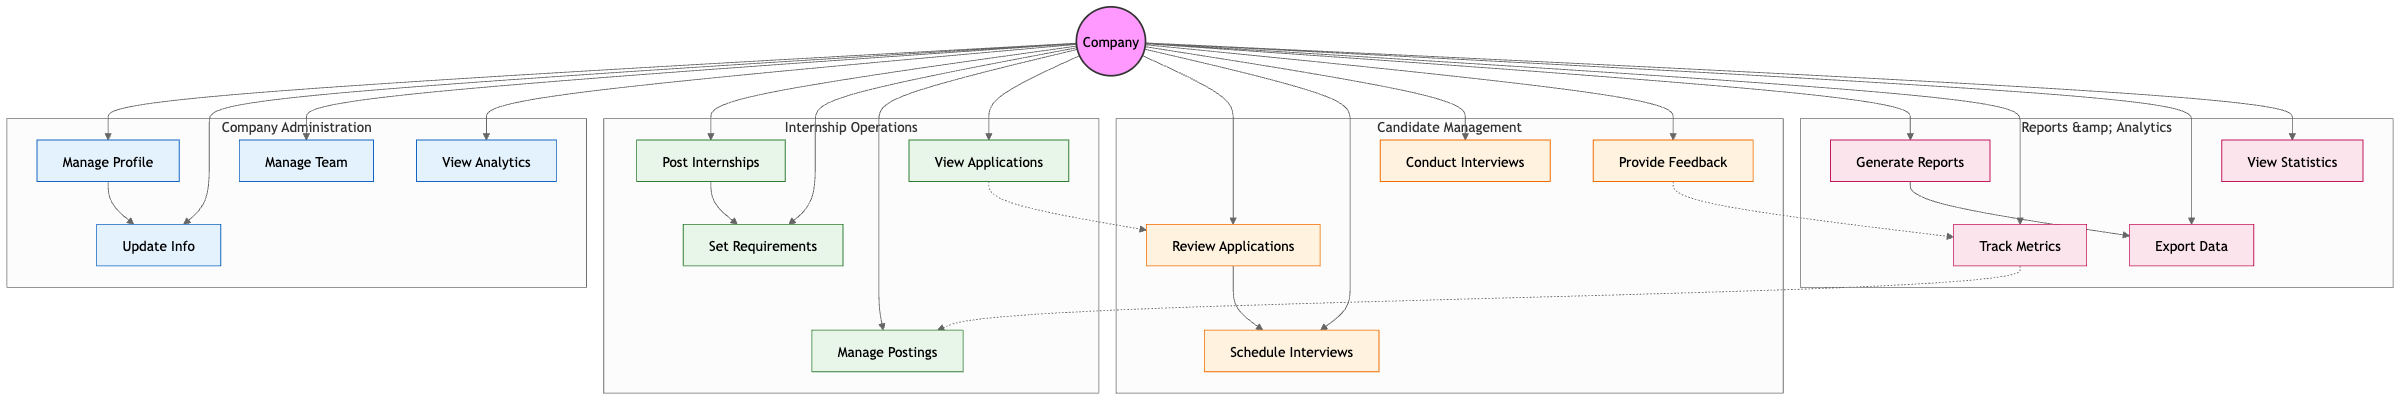 Company
Company Administration
Internship Operations
Candidate Management
Reports &amp; Analytics
Manage Profile
Manage Team
View Analytics
Post Internships
View Applications
Conduct Interviews
Provide Feedback
Generate Reports
View Statistics
Update Info
Set Requirements
Review Applications
Track Metrics
Export Data
Manage Postings
Schedule Interviews